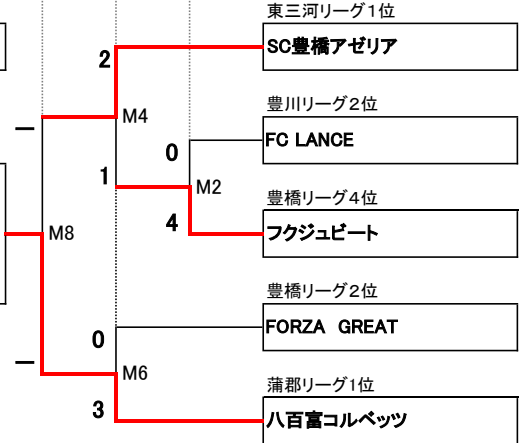 東三河リーグ1位
2
SC豊橋アゼリア
M4
豊川リーグ2位
0
FC LANCE
1
M2
豊橋リーグ4位
4
フクジュビート
M8
豊橋リーグ2位
0
FORZA　GREAT
M6
蒲郡リーグ1位
3
八百富コルベッツ